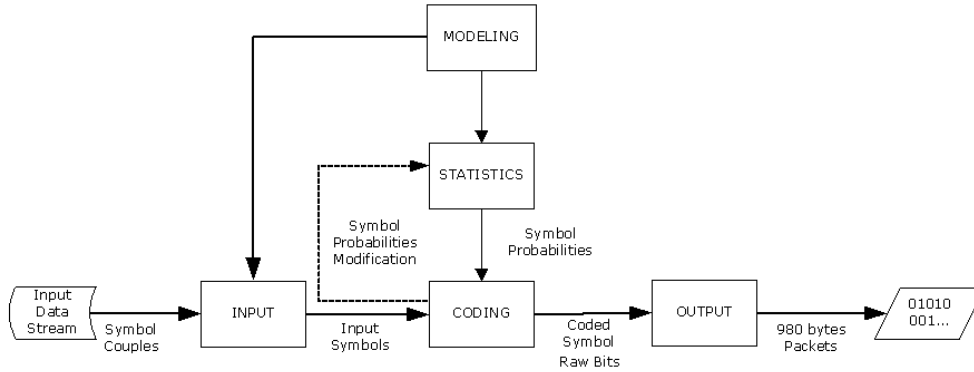 MODELING
STATISTICS
Symbol
Probabilities
Modification
Symbol
Probabilities
Input
Data
Stream
Symbol
Couples
INPUT
Input
Symbols
CODING
Coded
Symbol
Raw Bits
OUTPUT
980 bytes
Packets
01010
001...